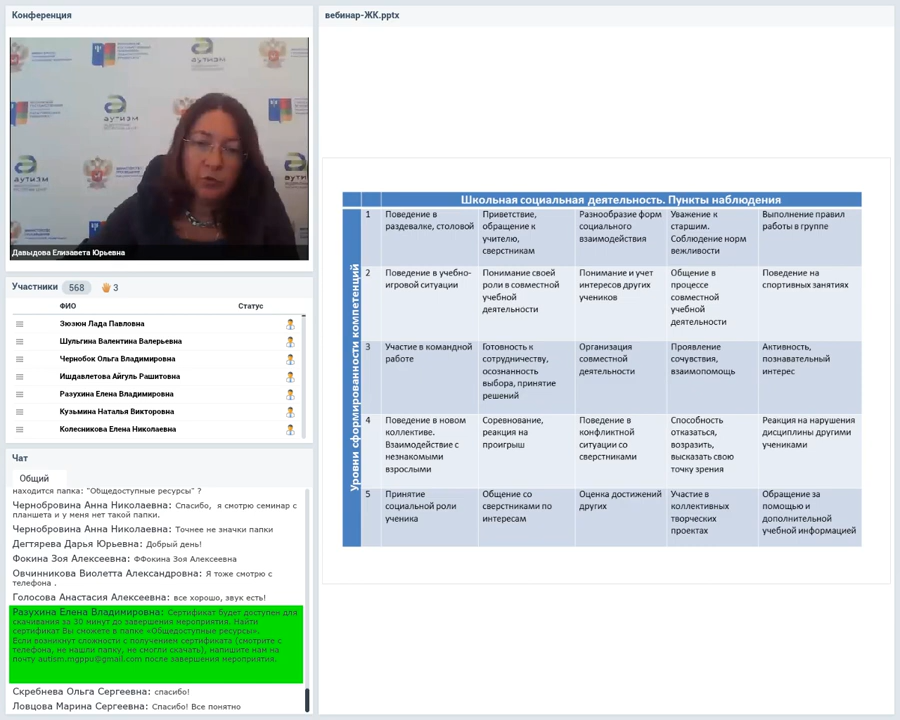 Конференция
аутизм
аутизм
аутизм
аутизм
Давыдова Елизавета Юрьевна
Участники 568 3
ФИО Статус
Зюзюн Лада Павловна
Шульгина Валентина Валерьевна
Чернобок Ольга Владимировна
Ишдавлетова Айгуль Рашитовна
Разухина Елена Владимировна
Кузьмина Наталья Викторовна
Колесникова Елена Николаевна
Чат
Общий
находится папка: "Общедоступные ресурсы" ?
Чернобровина Анна Николаевна: Спасибо, я смотрю семинар с
планшета и у меня нет такой папки.
Чернобровина Анна Николаевна: Точнее не значки папки
Дегтярева Дарья Юрьевна: Добрый день!
Фокина Зоя Алексеевна: ФФокина Зоя Алексеевна
Овчинникова Виолетта Александровна: Я тоже смотрю с
телефона .
Голосова Анастасия Алексеевна: все хорошо, звук есть!
Разухина Елена Владимировна: Сертификат будет доступен для
скачивания за 30 минут до завершения мероприятия. Найти
сертификат Вы сможете в папке «Общедоступные ресурсы».
Если возникнут сложности с получением сертификата (смотрите с
телефона, не нашли папку, не смогли скачать), напишите нам на
почту autism.mgppu@gmail.com после завершения мероприятия.
Скребнева Ольга Сергеевна: спасибо!
Ловцова Марина Сергеевна: Спасибо! Все понятно
вебинар-ЖК.pptx
Школьная социальная деятельность. Пункты наблюдения
Уровни сформированности компетенций
1
Поведение в
раздевалке, столовой
Приветствие,
обращение к
учителю,
сверстникам
Разнообразие форм
социального
взаимодействия
Уважение к
старшим.
Соблюдение норм
вежливости
Выполнение правил
работы в группе
2
Поведение в учебно-
игровой ситуации
Понимание своей
роли в совместной
учебной
деятельности
Понимание и учет
интересов других
учеников
Общение в
процессе
совместной
учебной
деятельности
Поведение на
спортивных занятиях
3
Участие в командной
работе
Готовность к
сотрудничеству,
осознанность
выбора, принятие
решений
Организация
совместной
деятельности
Проявление
сочувствия,
взаимопомощь
Активность,
познавательный
интерес
4
Поведение в новом
коллективе.
Взаимодействие с
незнакомыми
взрослыми
Соревнование,
реакция на
проигрыш
Поведение в
конфликтной
ситуации со
сверстниками
Способность
отказаться,
возразить,
высказать свою
точку зрения
Реакция на нарушения
дисциплины другими
учениками
5
Принятие
социальной роли
ученика
Общение со
сверстниками по
интересам
Оценка достижений
других
Участие в
коллективных
творческих
проектах
Обращение за
помощью и
дополнительной
учебной информацией